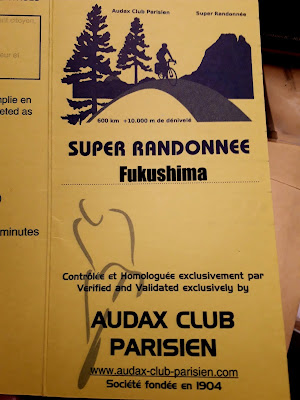 Audax Club Parisien Super Randonnée
600 km +10.000 m de dénivelé
SUPER RANDONNEE
Fukushima
Contrôlée et Homologuée exclusivement par
Verified and Validated exclusively by
AUDAX CLUB
PARISIEN
www.audax-club-parisien.com
Société fondée en 1904
plie en
eted as
)
minutes